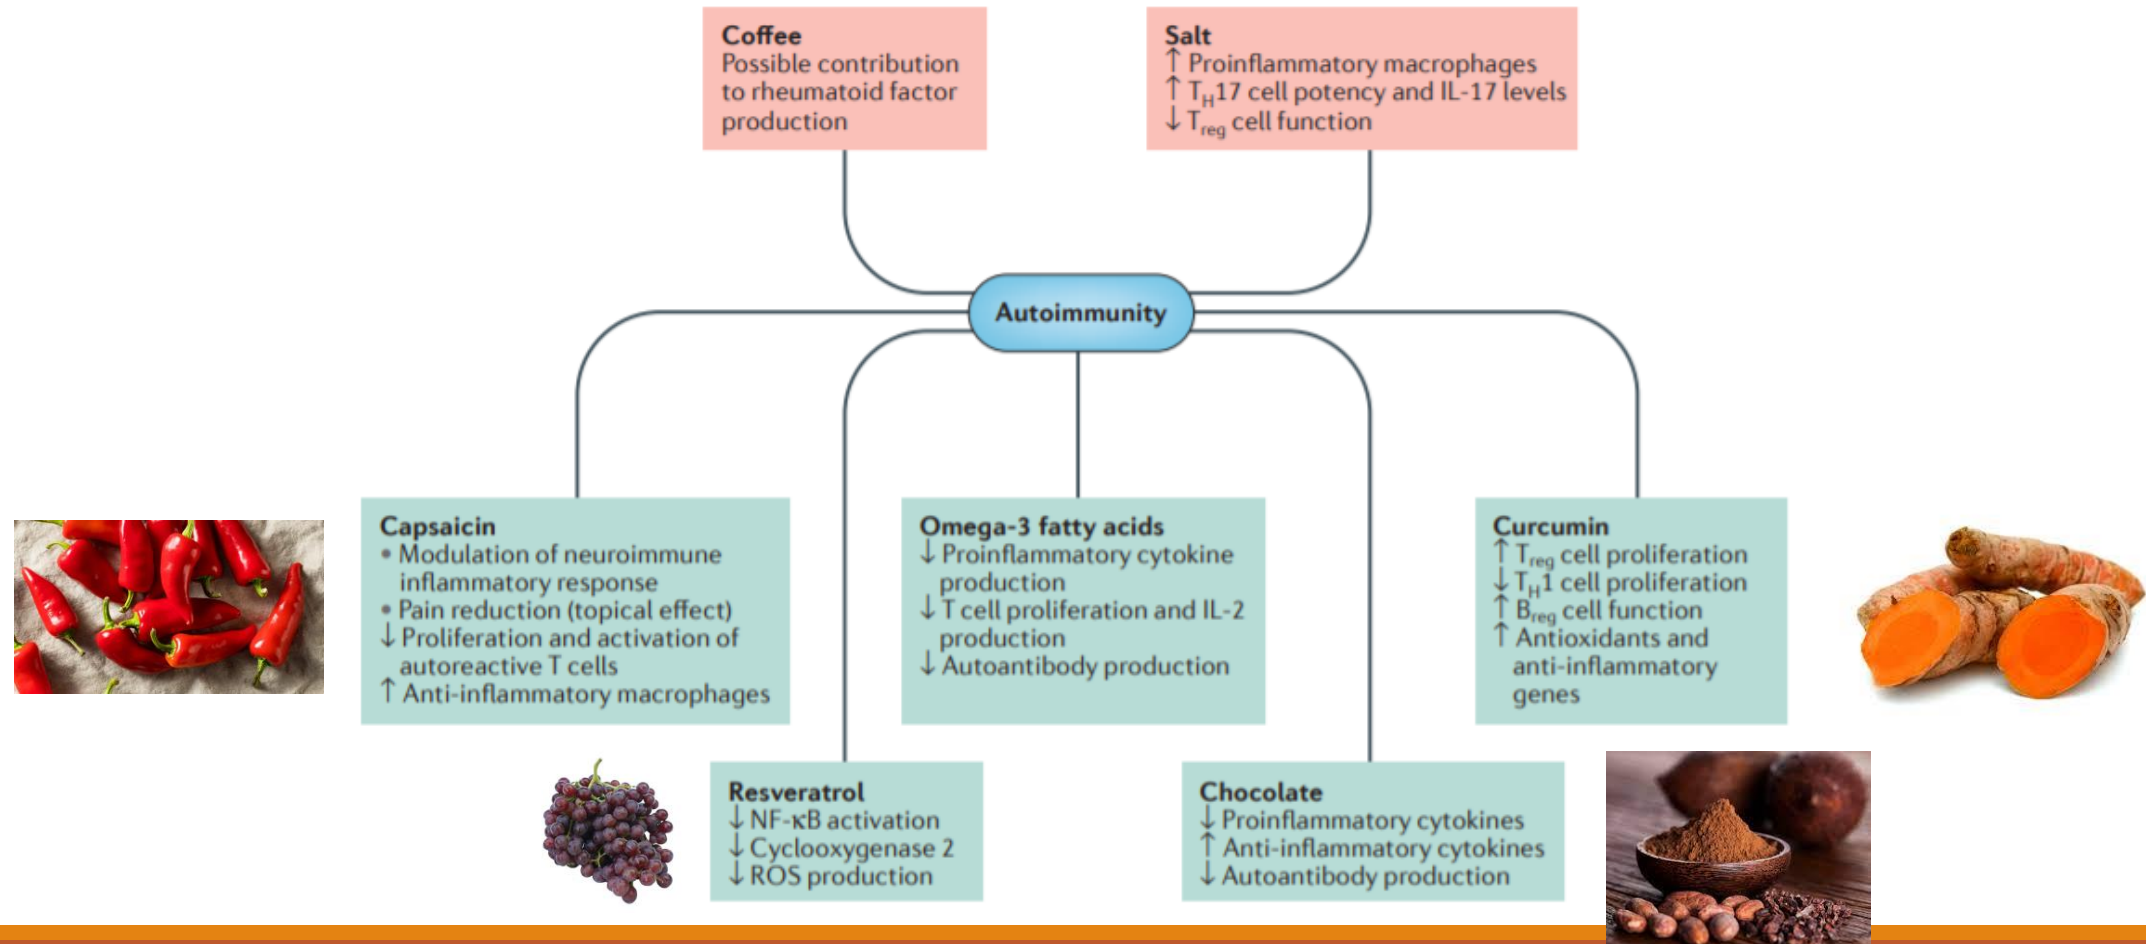 Coffee
Possible contribution
to rheumatoid factor
production
Salt
↑ Proinflammatory macrophages
↑ TH17 cell potency and IL-17 levels
↓ Treg cell function
Autoimmunity
Capsaicin
• Modulation of neuroimmune
inflammatory response
• Pain reduction (topical effect)
↓ Proliferation and activation of
autoreactive T cells
↑ Anti-inflammatory macrophages
Omega-3 fatty acids
↓ Proinflammatory cytokine
production
↓ T cell proliferation and IL-2
production
↓ Autoantibody production
Curcumin
↑ Treg cell proliferation
↓ TH1 cell proliferation
↑ Breg cell function
↑ Antioxidants and
anti-inflammatory
genes
Resveratrol
↓ NF-κB activation
↓ Cyclooxygenase 2
↓ ROS production
Chocolate
↓ Proinflammatory cytokines
↑ Anti-inflammatory cytokines
↓ Autoantibody production